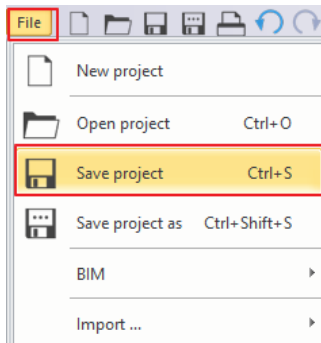 File
New project
Open project Ctrl+O
Save project Ctrl+S
Save project as Ctrl+Shift+S
BIM
Import ...